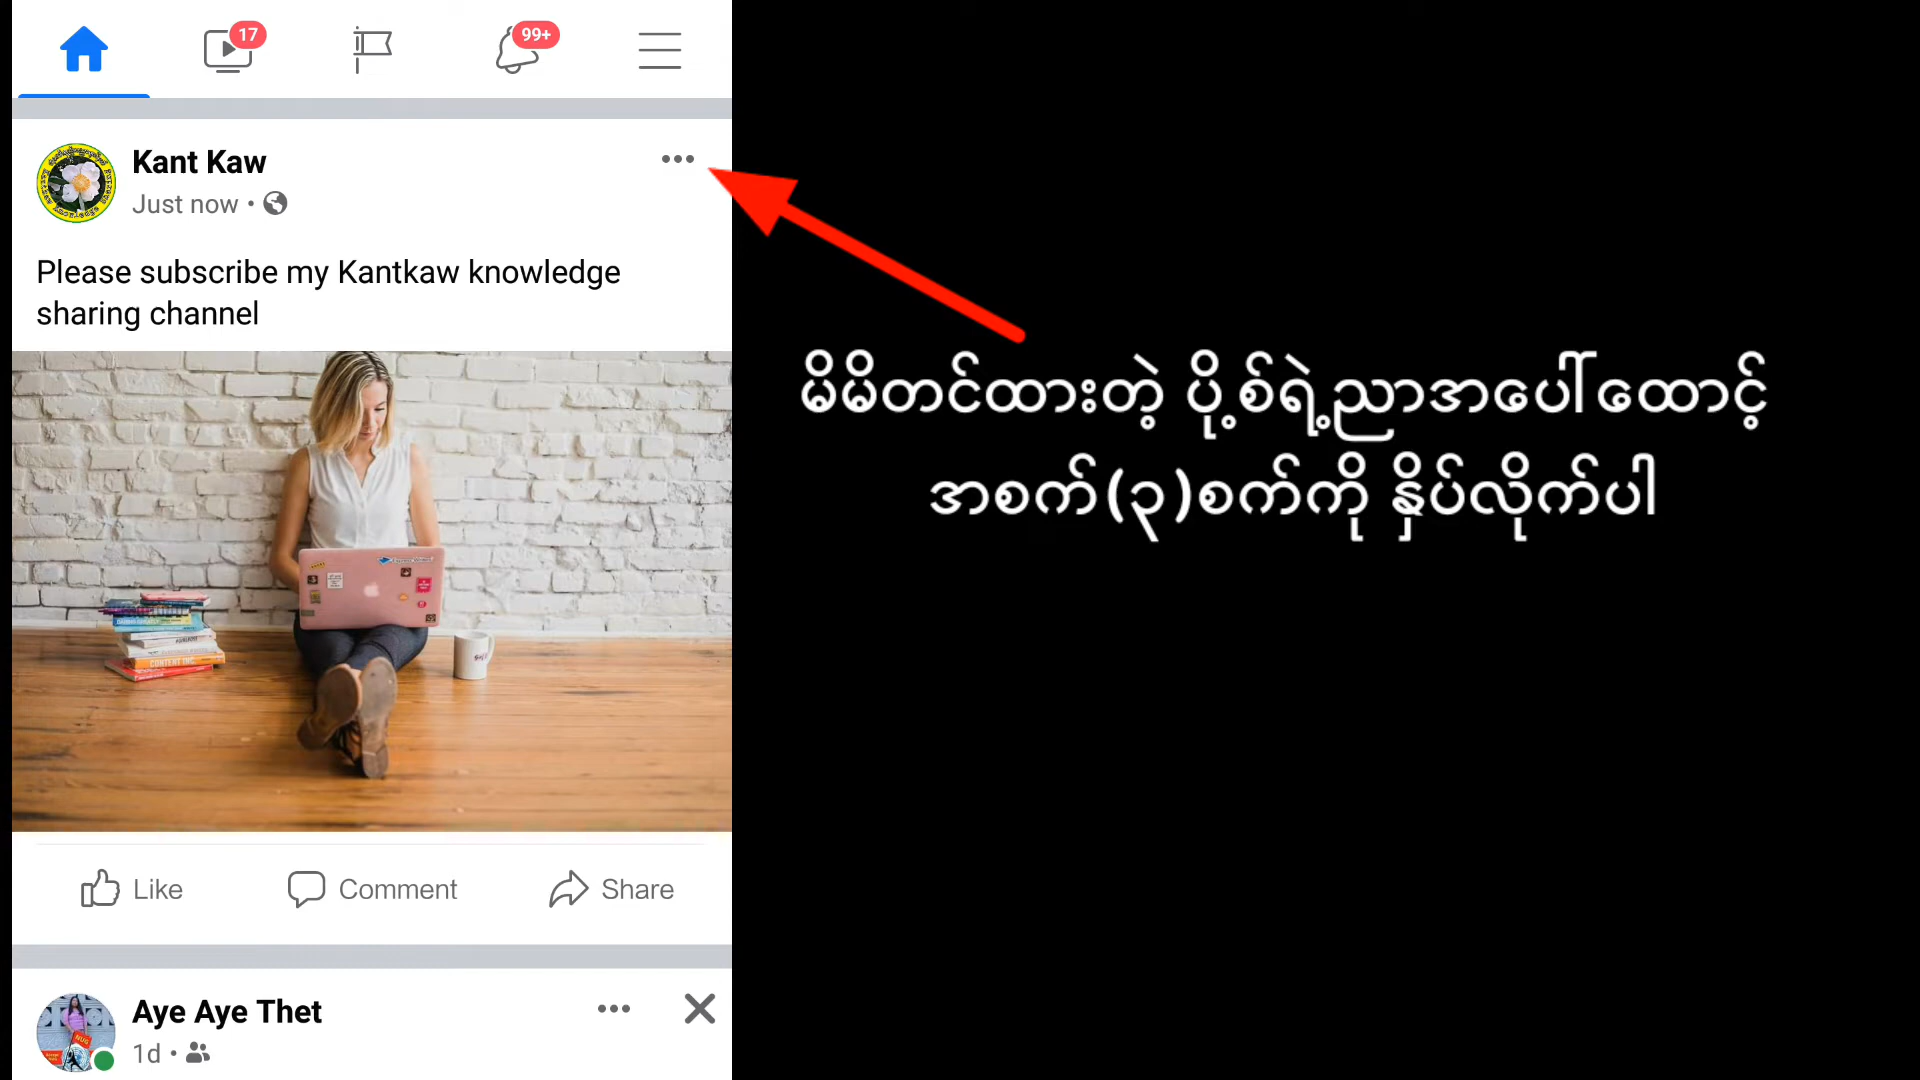 17
99+
Kant Kaw
Just now
Please subscribe my Kantkaw knowledge
sharing channel
မိမိတင်ထားတဲ့ ပို့စ်ရဲ့ညာအပေါ်ထောင့်
အစက်(၃)စက်ကို နှိပ်လိုက်ပါ
CONTENT INC.
Like
Comment
Share
Aye Aye Thet
1d